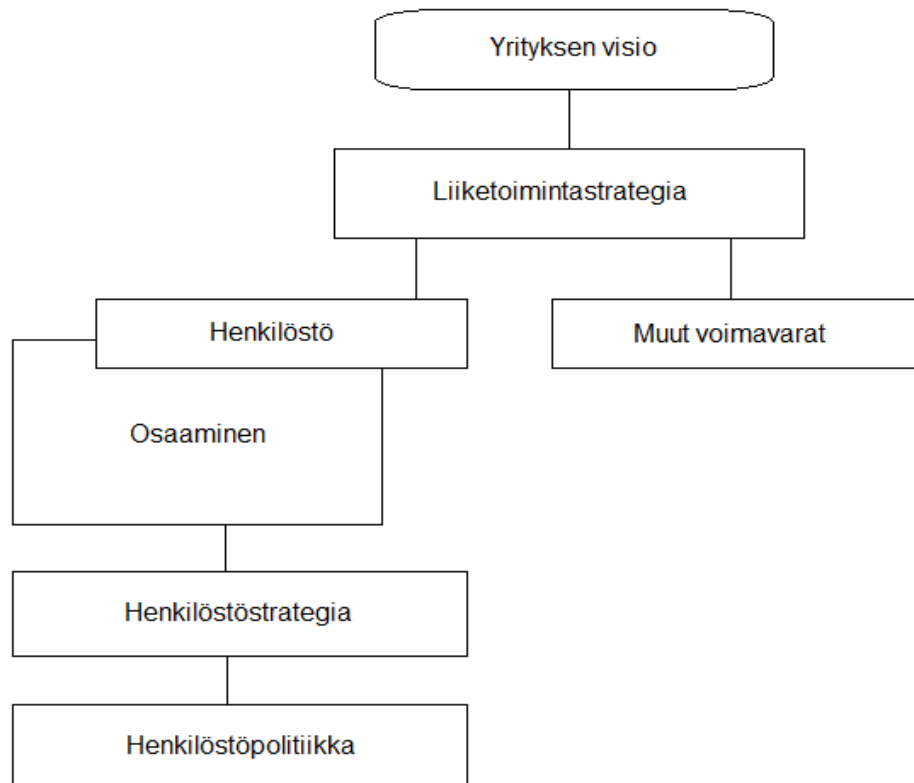 Yrityksen visio
Liiketoimintastrategia
Henkilöstö
Muut voimavarat
Osaaminen
Henkilöstöstrategia
Henkilöstöpolitiikka